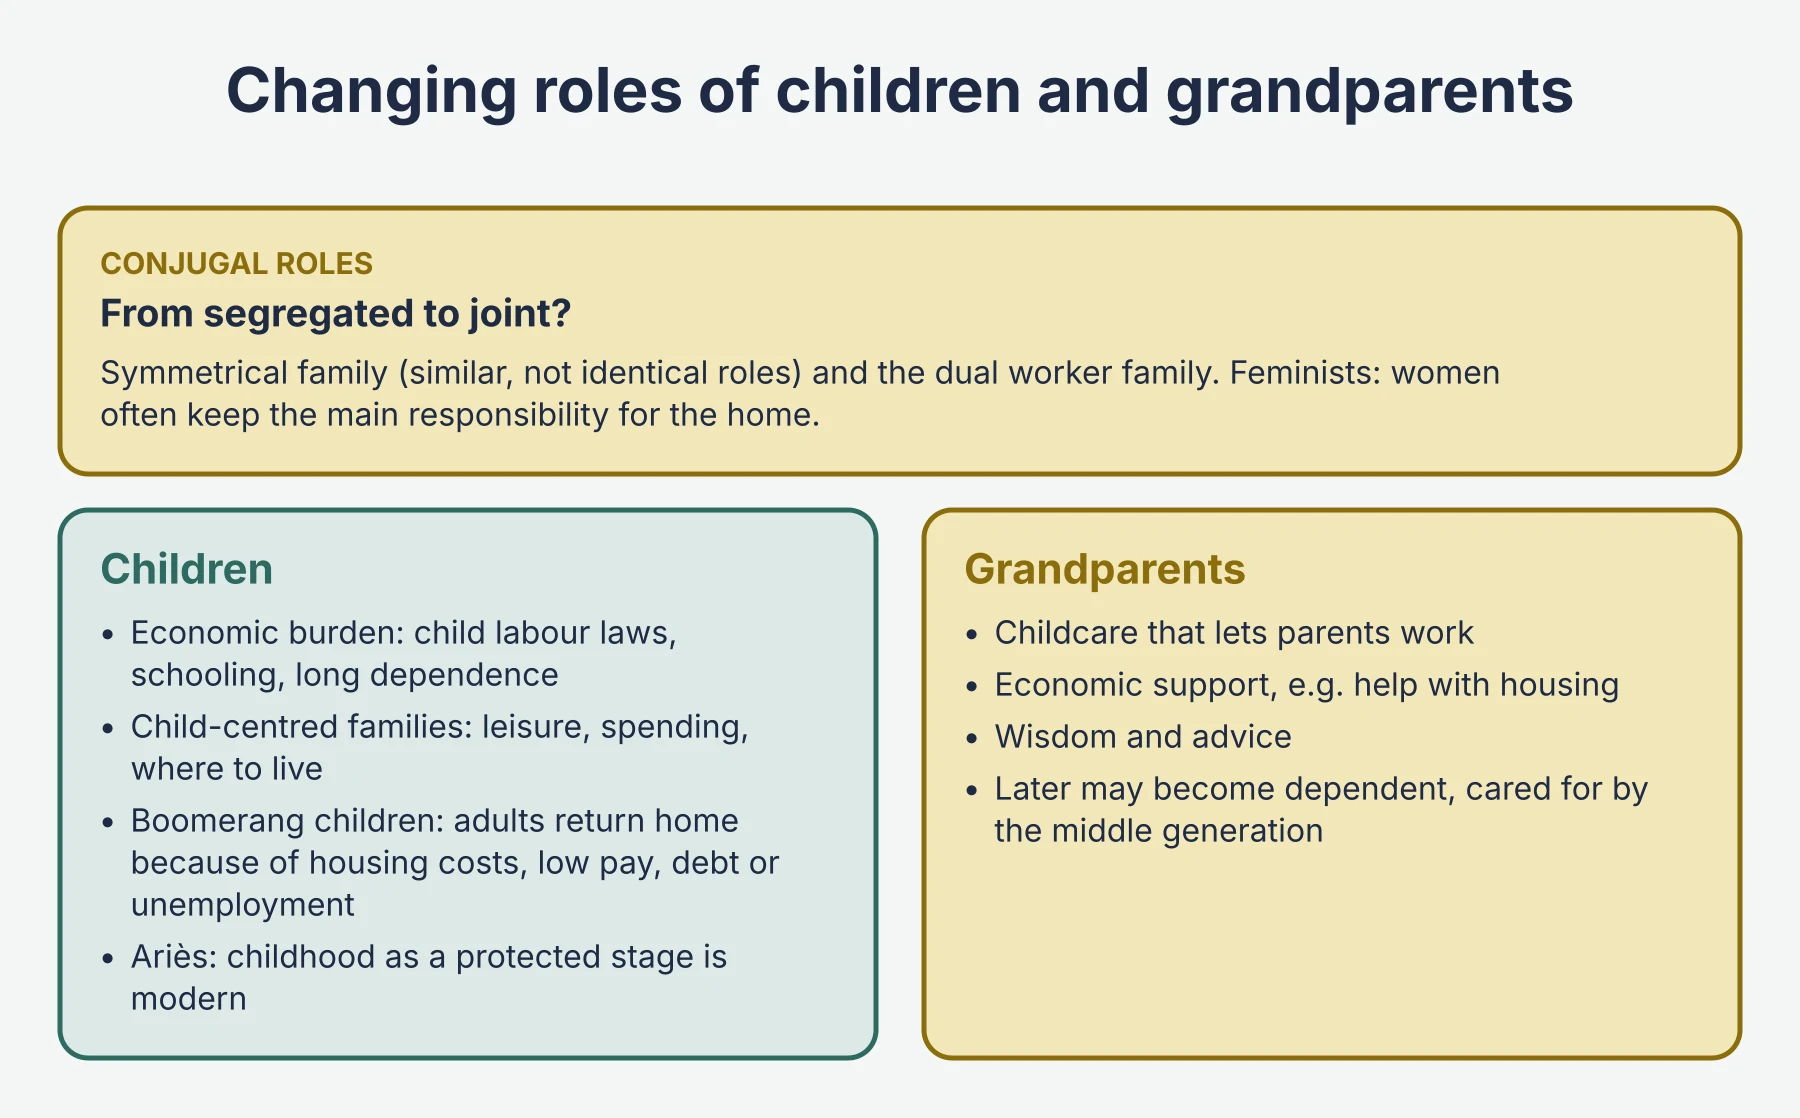 Changing roles of children and grandparents
CONJUGAL ROLES
From segregated to joint?
Symmetrical family (similar, not identical roles) and the dual worker family. Feminists: women
often keep the main responsibility for the home.
Children
• Economic burden: child labour laws,
schooling, long dependence
• Child-centred families: leisure, spending,
where to live
• Boomerang children: adults return home
because of housing costs, low pay, debt or
unemployment
• Ariès: childhood as a protected stage is
modern
Grandparents
• Childcare that lets parents work
• Economic support, e.g. help with housing
• Wisdom and advice
• Later may become dependent, cared for by
the middle generation